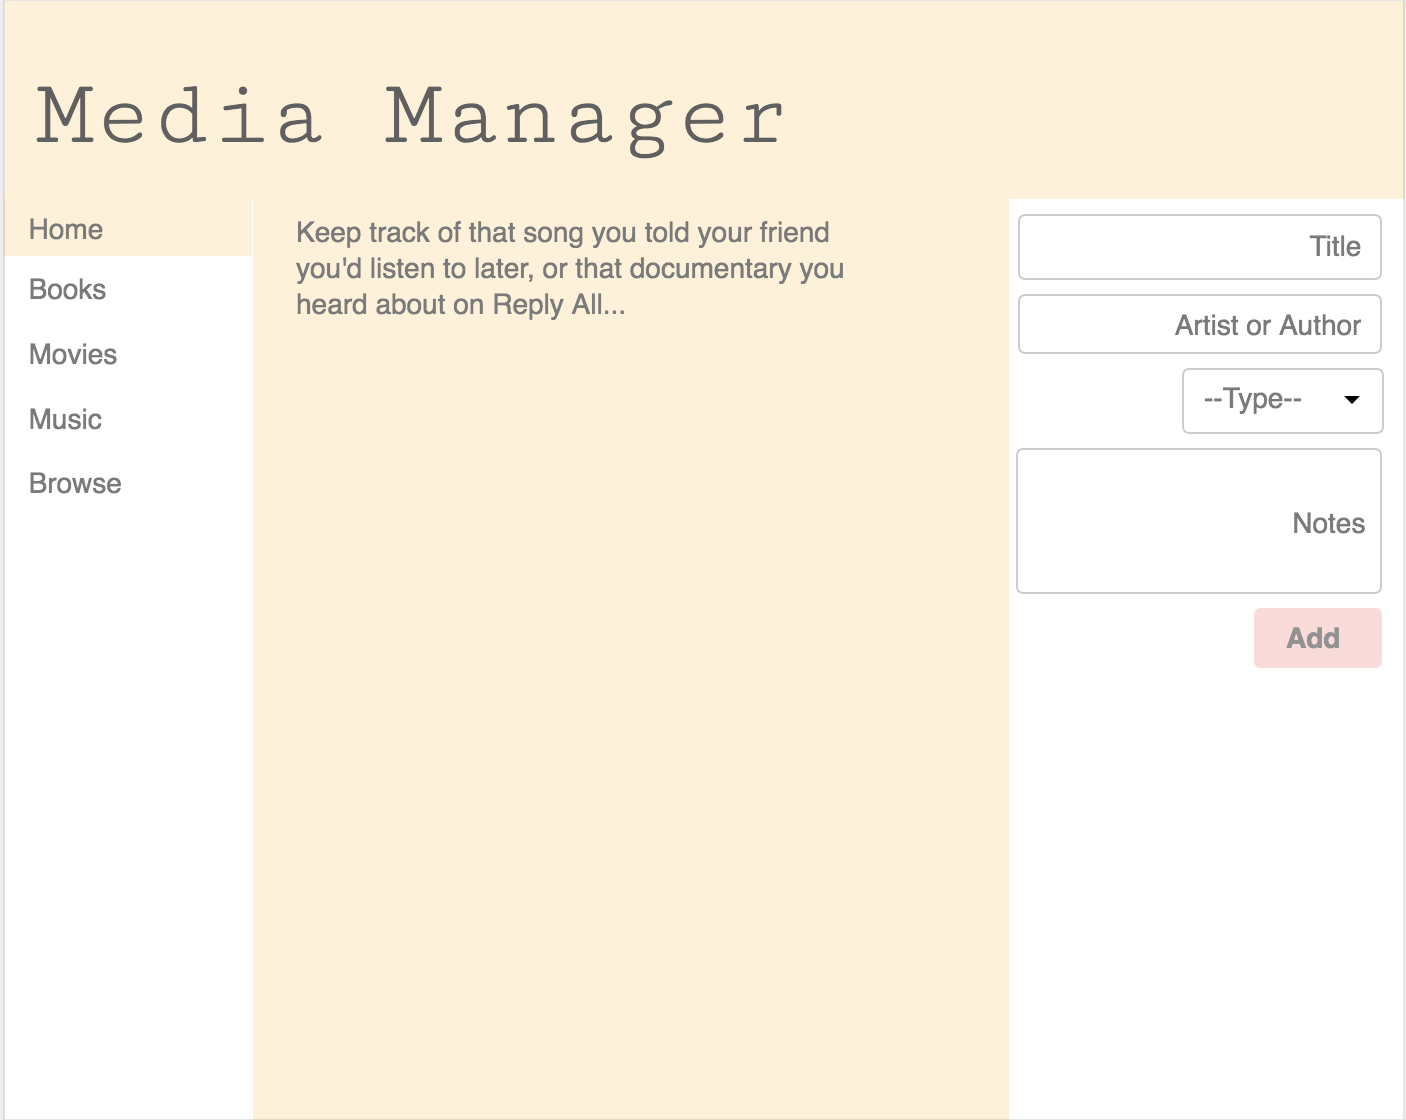 Media Manager
Home
Books
Movies
Music
Browse
Keep track of that song you told your friend
you'd listen to later, or that documentary you
heard about on Reply All...
Title
Artist or Author
--Type--
Notes
Add